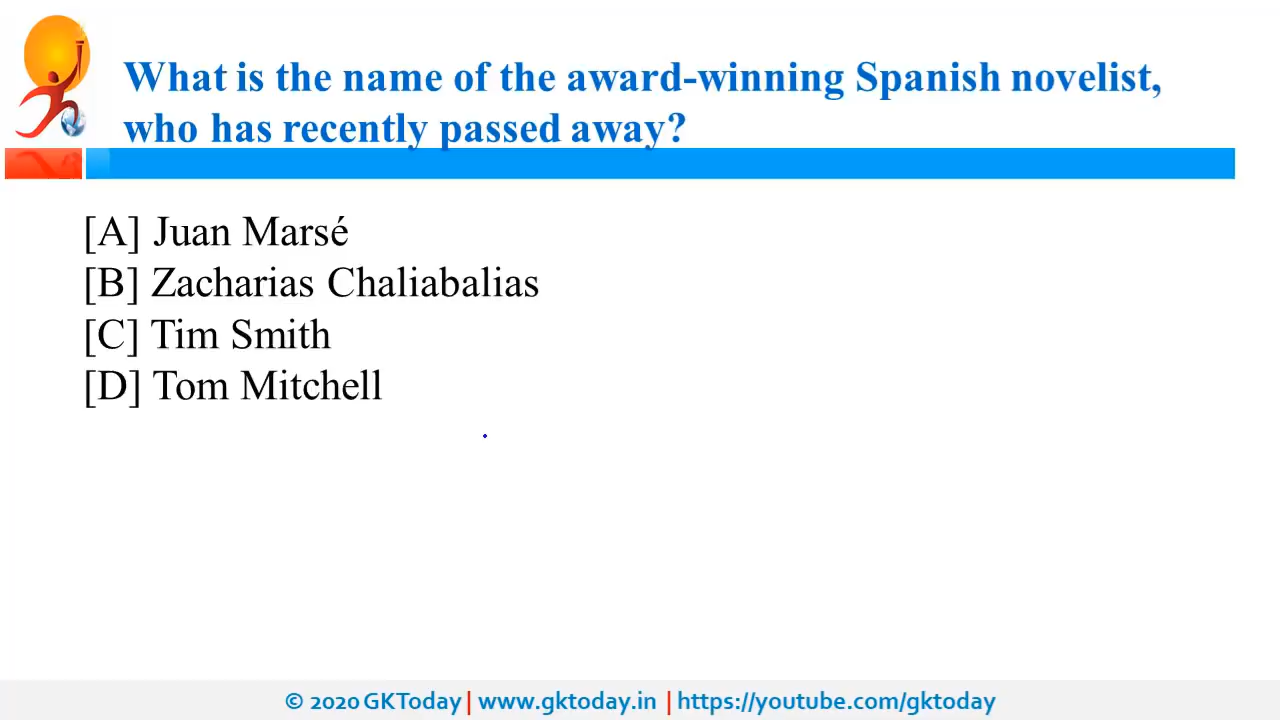 What is the name of the award-winning Spanish novelist,
who has recently passed away?
[A] Juan Marsé
[B] Zacharias Chaliabalias
[C] Tim Smith
[D] Tom Mitchell
© 2020 GKToday | www.gktoday.in | https://youtube.com/gktoday